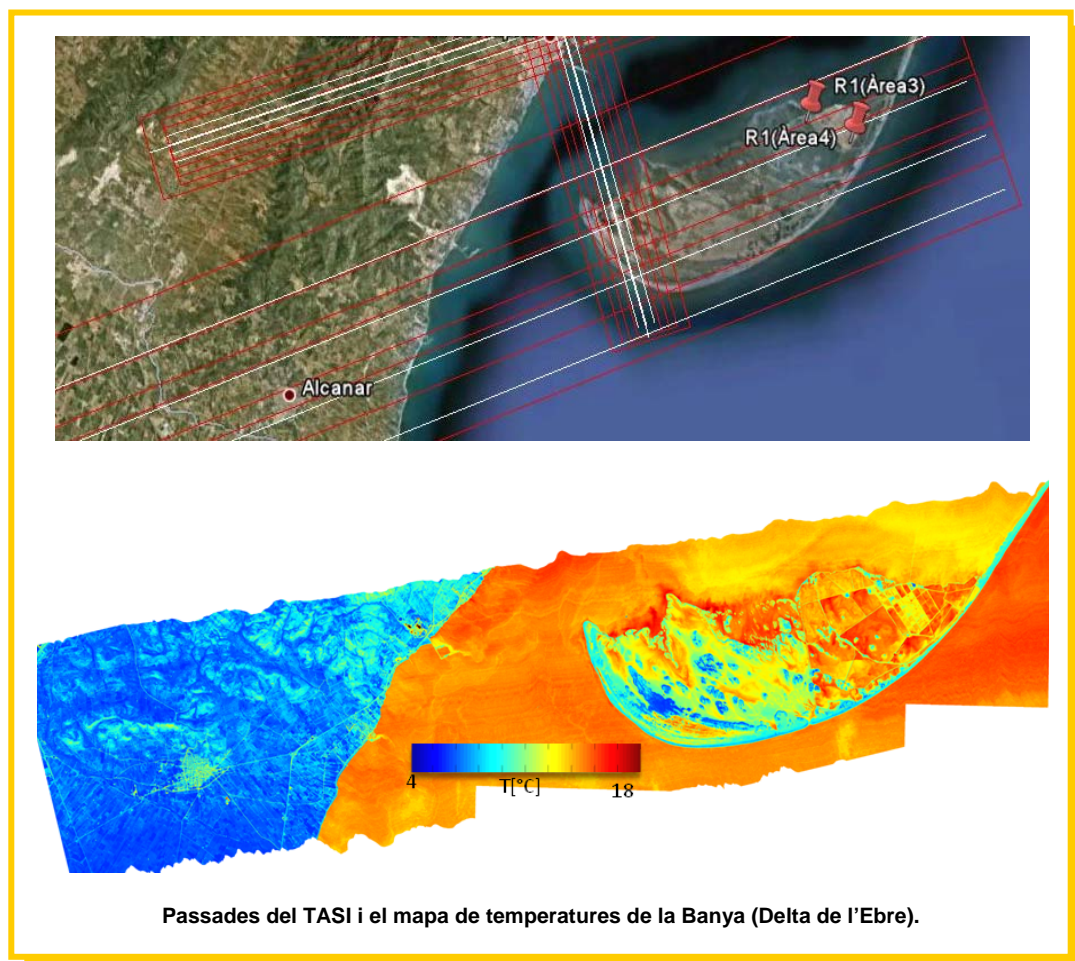 R1(Àrea3)
R1(Àrea4)
Alcanar
4
T[°C]
18
Passades del TASI i el mapa de temperatures de la Banya (Delta de l'Ebre).